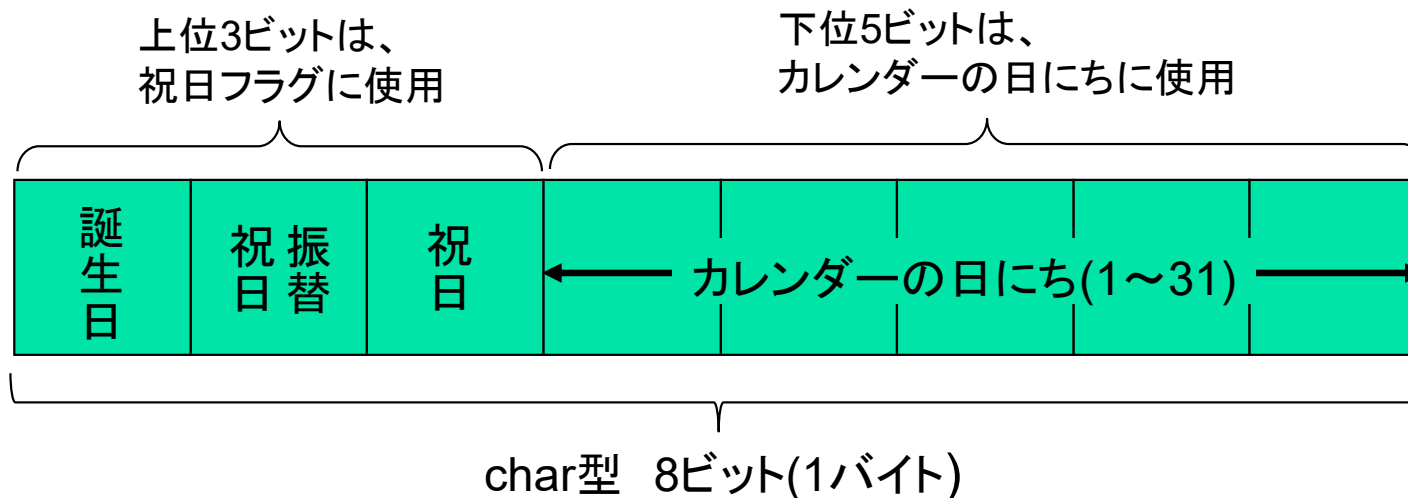 上位3ビットは、
祝日フラグに使用
下位5ビットは、
カレンダーの日にちに使用
誕生日
振替
祝日
祝日
カレンダーの日にち(1～31)
char型 8ビット(1バイト)